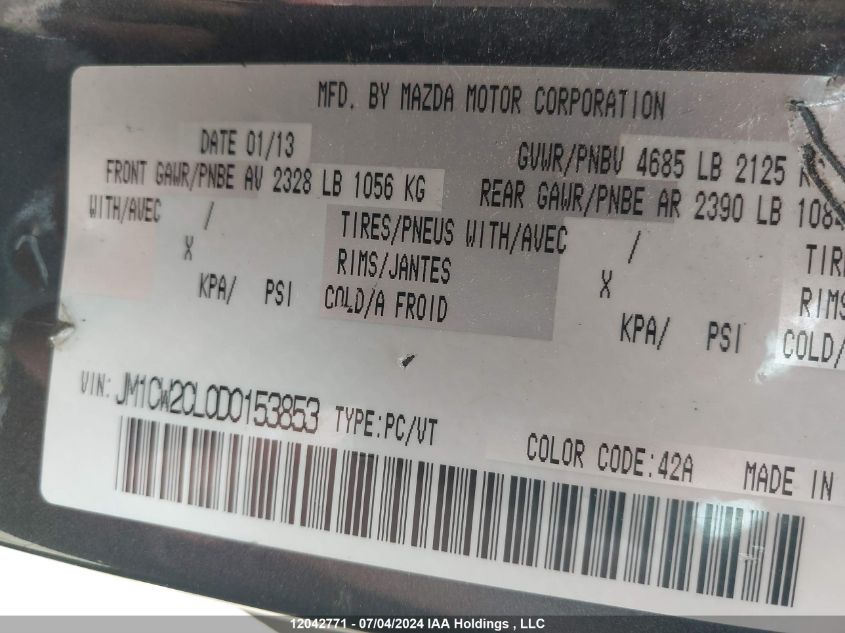 MFD. BY MAZDA MOTOR CORPORATION
DATE 01/13 GVWR/PNBV 4685 LB 2125
FRONT GAWR/PNBE AV 2328 LB 1056 KG REAR GAWR/PNBE AR 2390 LB
WITH/AVEC / TIRES/PNEUS WITH/AVEC /
X RIMS/JANTES X
KPA/ PSI COLD/A FROID KPA/ PSI COLD/
VIN: JM1CW2CL0D0153853 TYPE:PC/VT COLOR CODE:42A MADE IN
12042771 - 07/04/2024 IAA Holdings , LLC